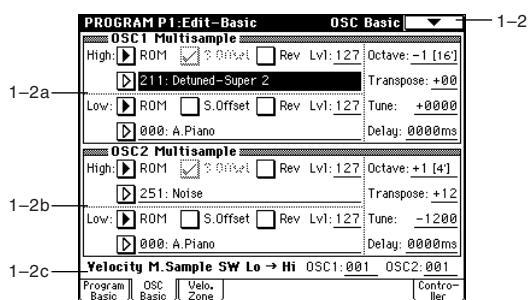 PROGRAM P1:Edit-Basic OSC Basic 1–2
OSC1 Multisample
High: ROM S.Offset Rev Lvl: 127 Octave: -1 [16']
211: Detuned-Super 2 Transpose: +00
1–2a
Low: ROM S.Offset Rev Lvl: 127 Tune: +0000
000: A.Piano Delay: 0000ms
OSC2 Multisample
High: ROM S.Offset Rev Lvl: 127 Octave: +1 [4']
251: Noise Transpose: +12
1–2b
Low: ROM S.Offset Rev Lvl: 127 Tune: -1200
000: A.Piano Delay: 0000ms
1–2c Velocity M.Sample SW Lo → Hi OSC1: 001 OSC2: 001
Program Basic OSC Basic Velo. Zone Contro- ller